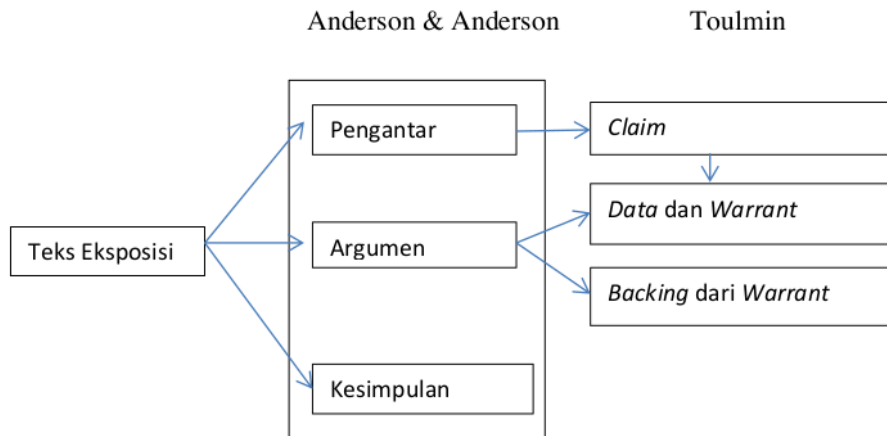 Anderson & Anderson
Toulmin
Pengantar
Claim
Data dan Warrant
Teks Eksposisi
Argumen
Backing dari Warrant
Kesimpulan